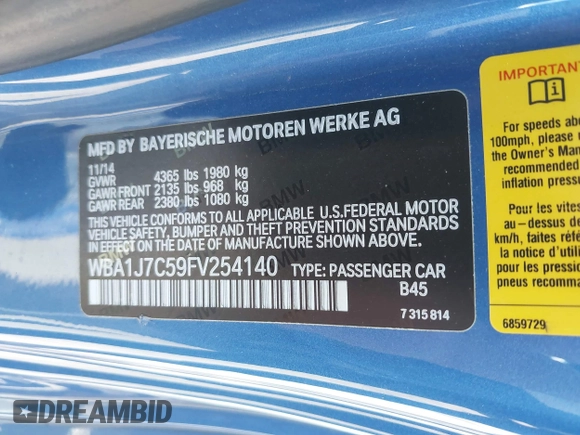 MFD BY BAYERISCHE MOTOREN WERKE AG
11/14
GVWR 4365 lbs 1980 kg
GAWR FRONT 2135 lbs 968 kg
GAWR REAR 2380 lbs 1080 kg
THIS VEHICLE CONFORMS TO ALL APPLICABLE U.S.FEDERAL MOTOR
VEHICLE SAFETY, BUMPER AND THEFT PREVENTION STANDARDS
IN EFFECT ON THE DATE OF MANUFACTURE SHOWN ABOVE.
WBA1J7C59FV254140 TYPE: PASSENGER CAR
B45
7 315 814
IMPORTANT
For speeds abo
100mph, please
the Owner's Man
recommended
inflation pressu
Pour les vites
au-dessus de
km/h, faites réfé
la notice d'utili
pour les pressi
pneus recomma
6859729
DREAMBID